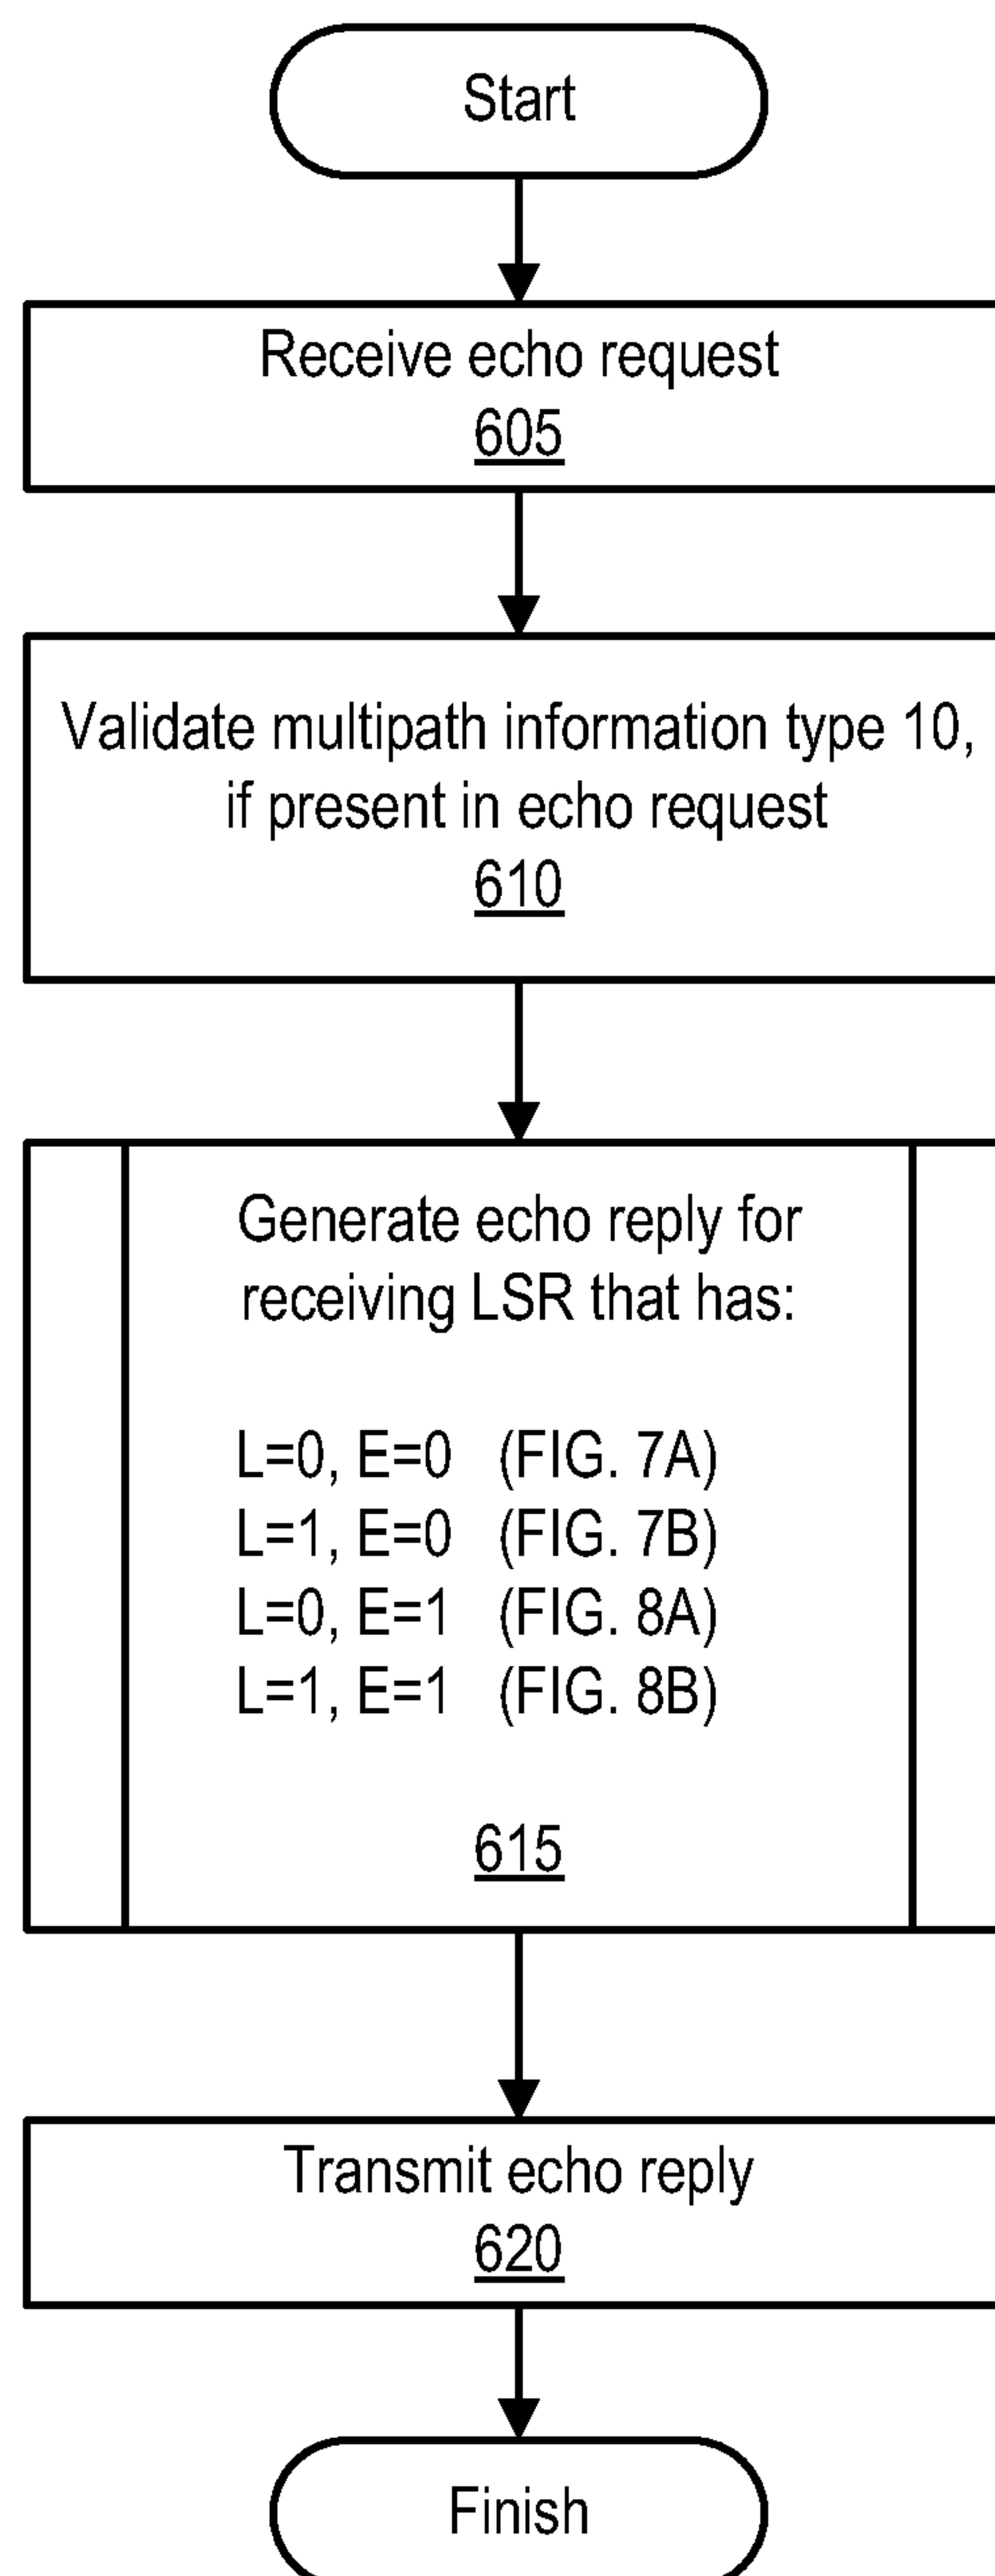 Start
Receive echo request
605
Validate multipath information type 10,
if present in echo request
610
Generate echo reply for
receiving LSR that has:
L=0, E=0 (FIG. 7A)
L=1, E=0 (FIG. 7B)
L=0, E=1 (FIG. 8A)
L=1, E=1 (FIG. 8B)
615
Transmit echo reply
620
Finish